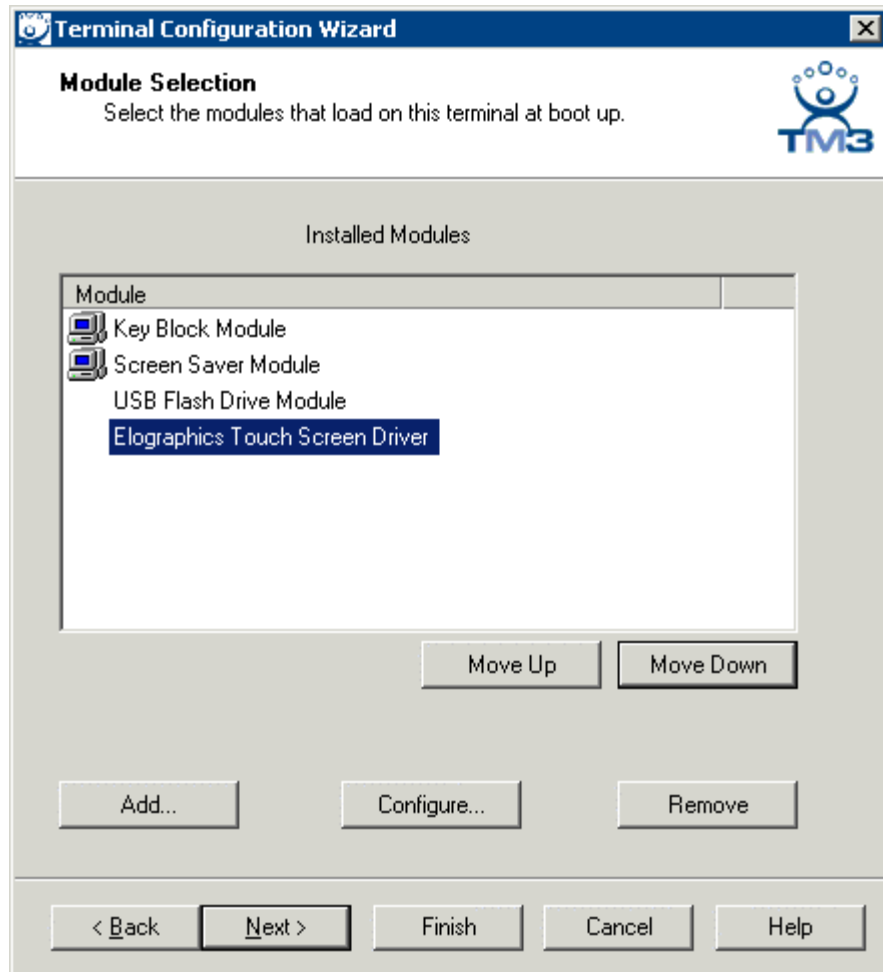 Terminal Configuration Wizard
Module Selection
Select the modules that load on this terminal at boot up.
TM3
Installed Modules
Module
Key Block Module
Screen Saver Module
USB Flash Drive Module
Elographics Touch Screen Driver
Move Up Move Down
Add... Configure... Remove
< Back Next > Finish Cancel Help